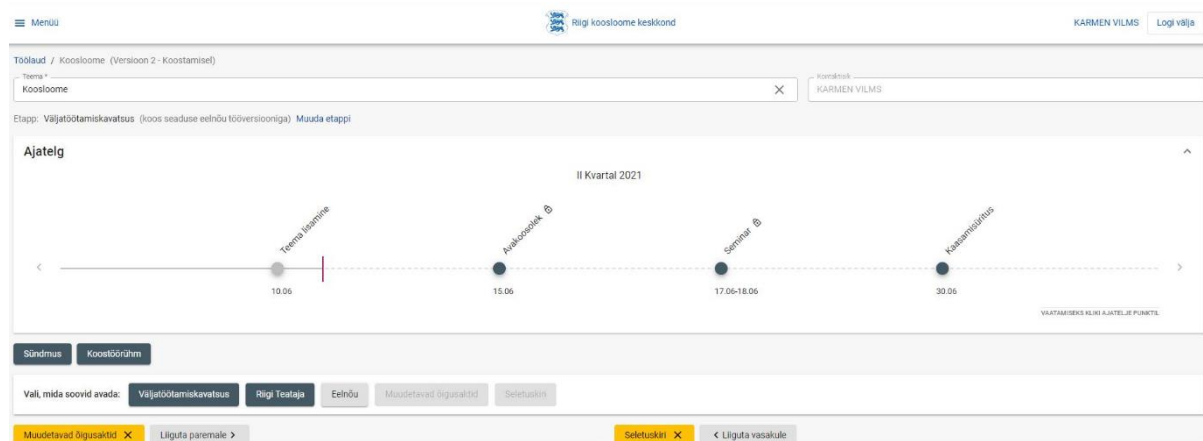 Menüü
Riigi koosloome keskkond
KARMEN VILMS
Logi välja
Töölaud / Koosloome (Versioon 2 - Koostamisel)
Teema *
Koosloome
Kontaktisik
KARMEN VILMS
Etapp: Väljatöötamiskavatsus (koos seaduse eelnõu tööversiooniga) Muuda etappi
Ajatelg
II Kvartal 2021
Teema lisamine
Avakoosolek
Seminar
Kaasamisüritus
10.06
15.06
17.06-18.06
30.06
VAATAMISEKS KLIKI AJATELJE PUNKTIL
Sündmus
Koostöörühm
Vali, mida soovid avada:
Väljatöötamiskavatsus
Riigi Teataja
Eelnõu
Muudetavad õigusaktid
Seletuskiri
Muudetavad õigusaktid X
Liiguta paremale >
Seletuskiri X
< Liiguta vasakule